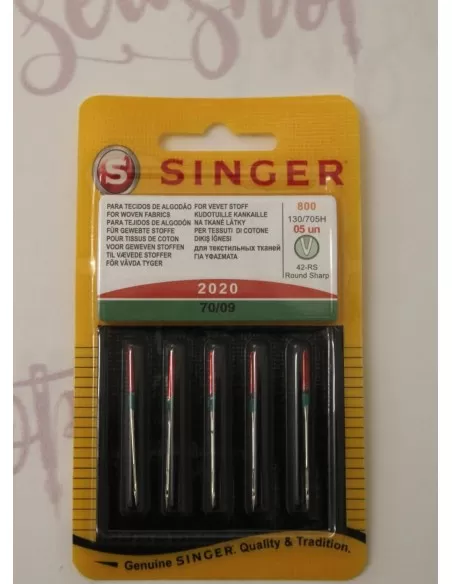 S SINGER
PARA TECIDOS DE ALGODÃO FOR VEVET STOFF
FOR WOVEN FABRICS KUDOTUILLE KANKAILLE
PARA TEJIDOS DE ALGODÓN NA TKANÉ LÁTKY
FÜR GEWEBTE STOFFE PER TESSUTI DI COTONE
POUR TISSUS DE COTON DIKIŞ İĞNESI
VOOR GEWEVEN STOFFEN для текстильных тканей
TIL VÆVEDE STOFFER ΓΙΑ ΥΦΑΣΜΑΤΑ
FÖR VÄVDA TYGER
800
130/705H
05 un
42-RS
Round Sharp
2020
70/09
Genuine SINGER. Quality & Tradition.